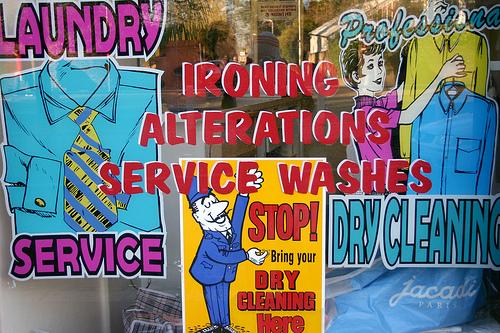 LAUNDRY
SERVICE
IRONING
ALTERATIONS
SERVICE WASHES
STOP!
Bring your
DRY
CLEANING
Here
Professional
DRY CLEANING
jacadi
PARIS